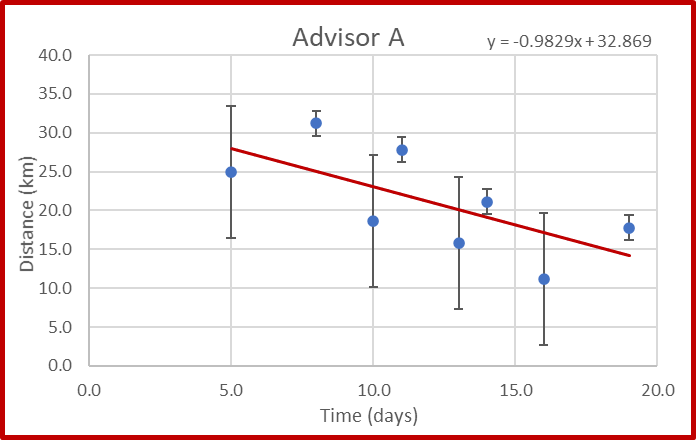 Advisor A
y = -0.9829x + 32.869
40.0
35.0
30.0
25.0
20.0
15.0
10.0
5.0
0.0
Distance (km)
0.0 5.0 10.0 15.0 20.0
Time (days)